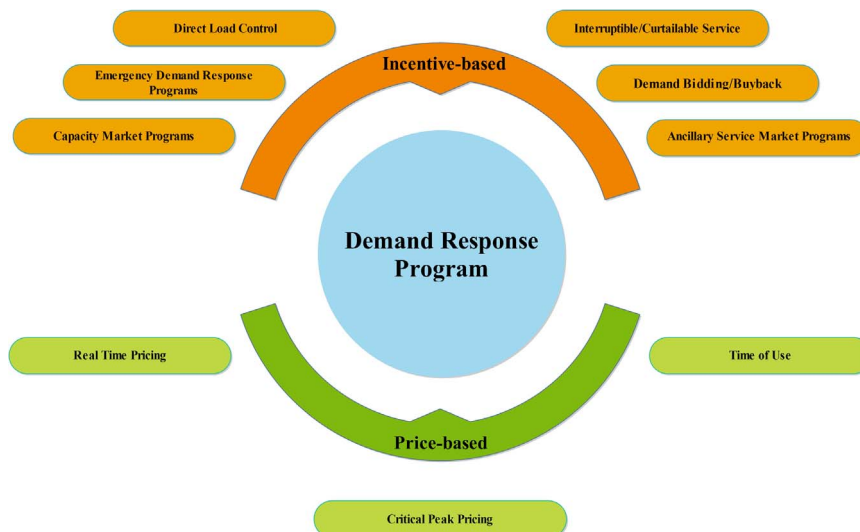 Direct Load Control
Interruptible/Curtailable Service
Incentive-based
Emergency Demand Response
Programs
Demand Bidding/Buyback
Capacity Market Programs
Ancillary Service Market Programs
Demand Response
Program
Real Time Pricing
Time of Use
Price-based
Critical Peak Pricing